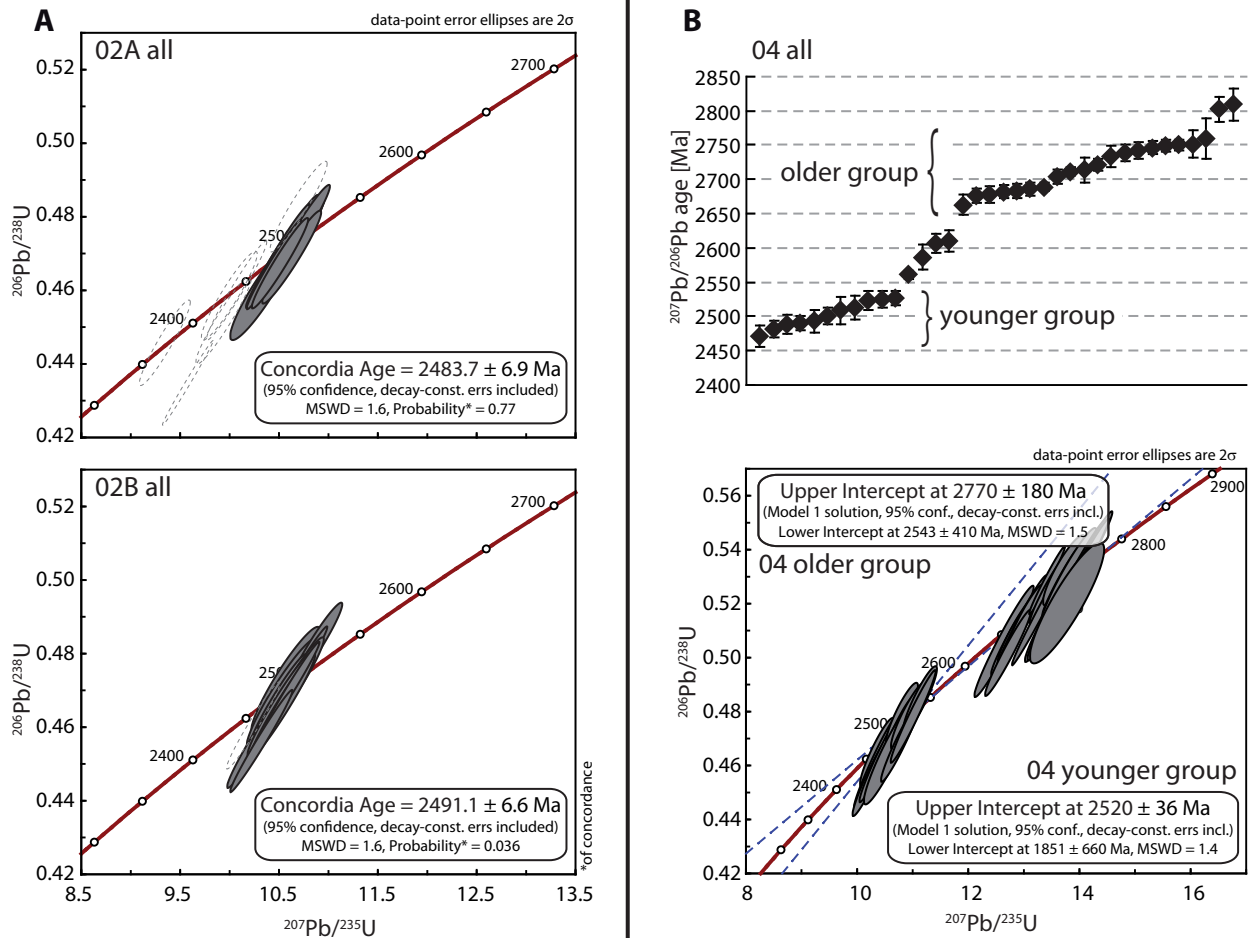 A
data-point error ellipses are 2σ
02A all
0.52
0.50
0.48
0.46
0.44
0.42
206Pb/238U
2700
2600
250
2400
Concordia Age = 2483.7 ± 6.9 Ma
(95% confidence, decay-const. errs included)
MSWD = 1.6, Probability* = 0.77
02B all
0.52
0.50
0.48
0.46
0.44
0.42
206Pb/238U
2700
2600
250
2400
Concordia Age = 2491.1 ± 6.6 Ma
(95% confidence, decay-const. errs included)
MSWD = 1.6, Probability* = 0.036
*of concordance
8.5 9.5 10.5 11.5 12.5 13.5
207Pb/235U
B
04 all
2850
2800
2750
2700
2650
2600
2550
2500
2450
2400
207Pb/206Pb age [Ma]
older group
younger group
data-point error ellipses are 2σ
0.56
0.54
0.52
0.50
0.48
0.46
0.44
0.42
206Pb/238U
Upper Intercept at 2770 ± 180 Ma
(Model 1 solution, 95% conf., decay-const. errs incl.)
Lower Intercept at 2543 ± 410 Ma, MSWD = 1.5
04 older group
2900
2800
2600
2500
2400
04 younger group
Upper Intercept at 2520 ± 36 Ma
(Model 1 solution, 95% conf., decay-const. errs incl.)
Lower Intercept at 1851 ± 660 Ma, MSWD = 1.4
8 10 12 14 16
207Pb/235U